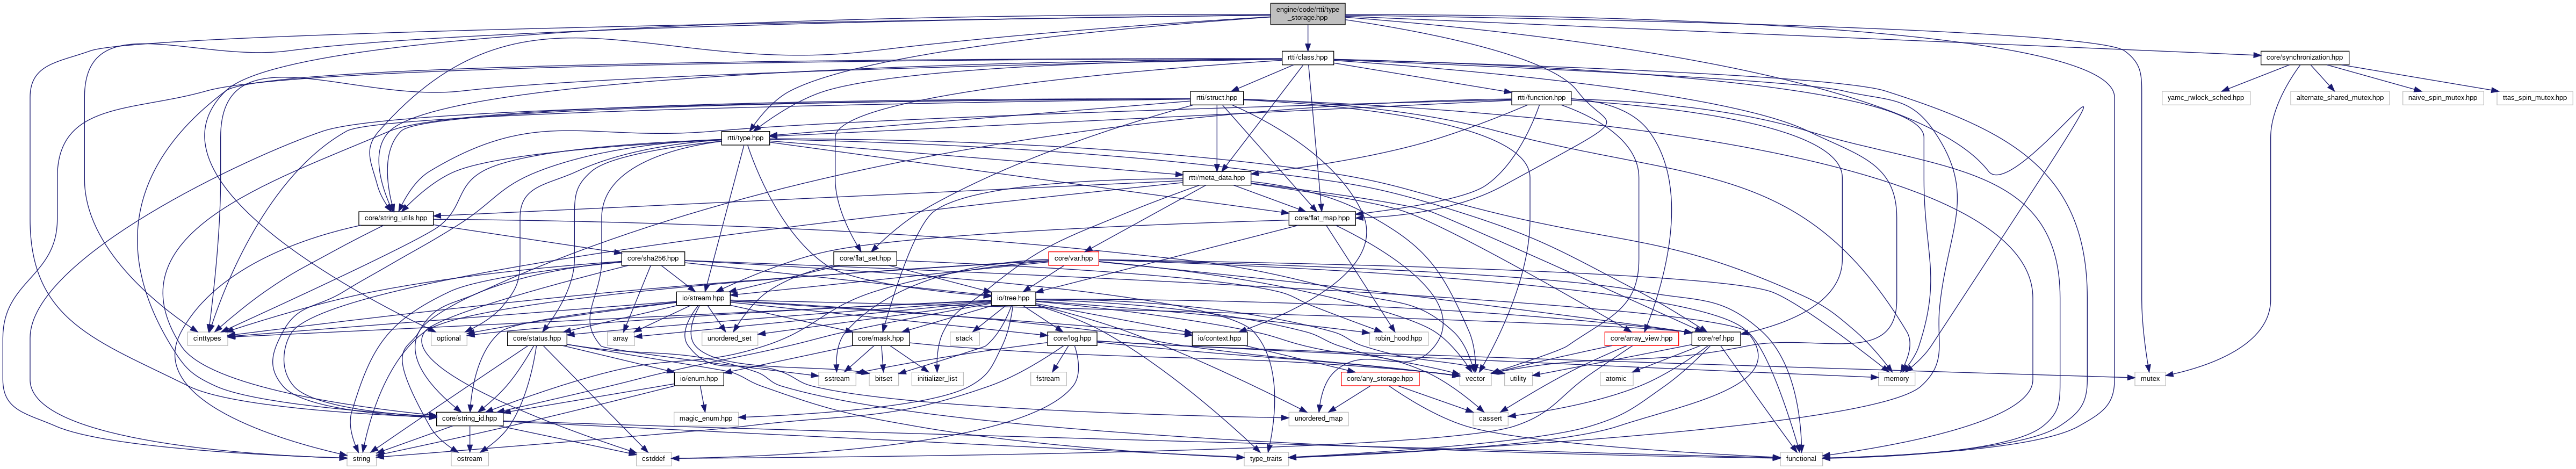 engine/code/rtti/type
_storage.hpp
rtti/class.hpp
core/synchronization.hpp
rtti/struct.hpp
rtti/function.hpp
yamc_rwlock_sched.hpp
alternate_shared_mutex.hpp
naive_spin_mutex.hpp
ttas_spin_mutex.hpp
rtti/type.hpp
rtti/meta_data.hpp
core/string_utils.hpp
core/flat_map.hpp
core/sha256.hpp
core/flat_set.hpp
core/var.hpp
io/stream.hpp
io/tree.hpp
cinttypes
optional
core/status.hpp
array
unordered_set
core/mask.hpp
stack
core/log.hpp
io/context.hpp
robin_hood.hpp
core/array_view.hpp
core/ref.hpp
io/enum.hpp
sstream
bitset
initializer_list
fstream
core/any_storage.hpp
vector
utility
atomic
memory
mutex
core/string_id.hpp
magic_enum.hpp
unordered_map
cassert
string
ostream
cstddef
type_traits
functional